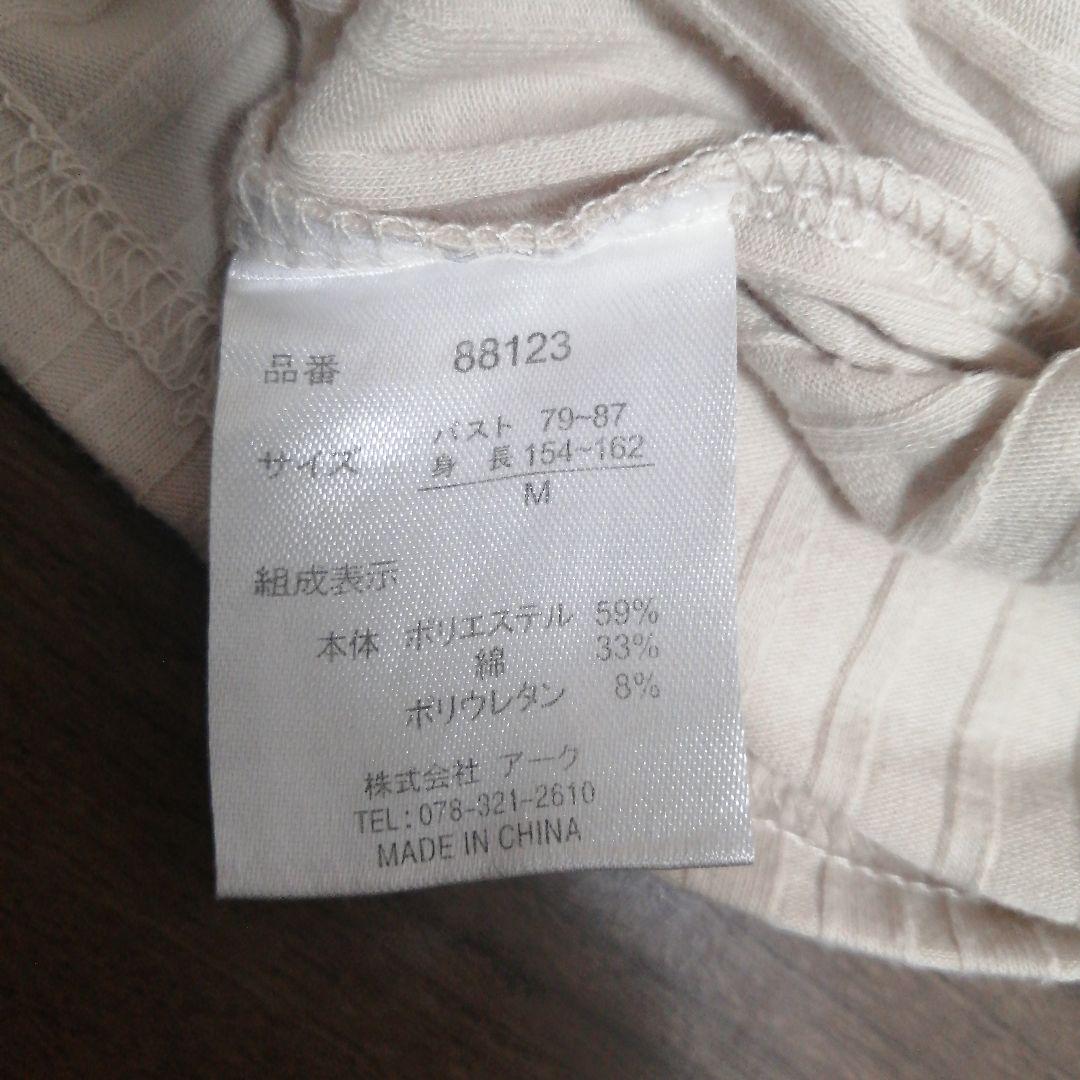 品番 88123
バスト 79~87
サイズ 身 長 154~162
M
組成表示
本体 ポリエステル 59%
綿 33%
ポリウレタン 8%
株式会社 アーク
TEL:078-321-2610
MADE IN CHINA